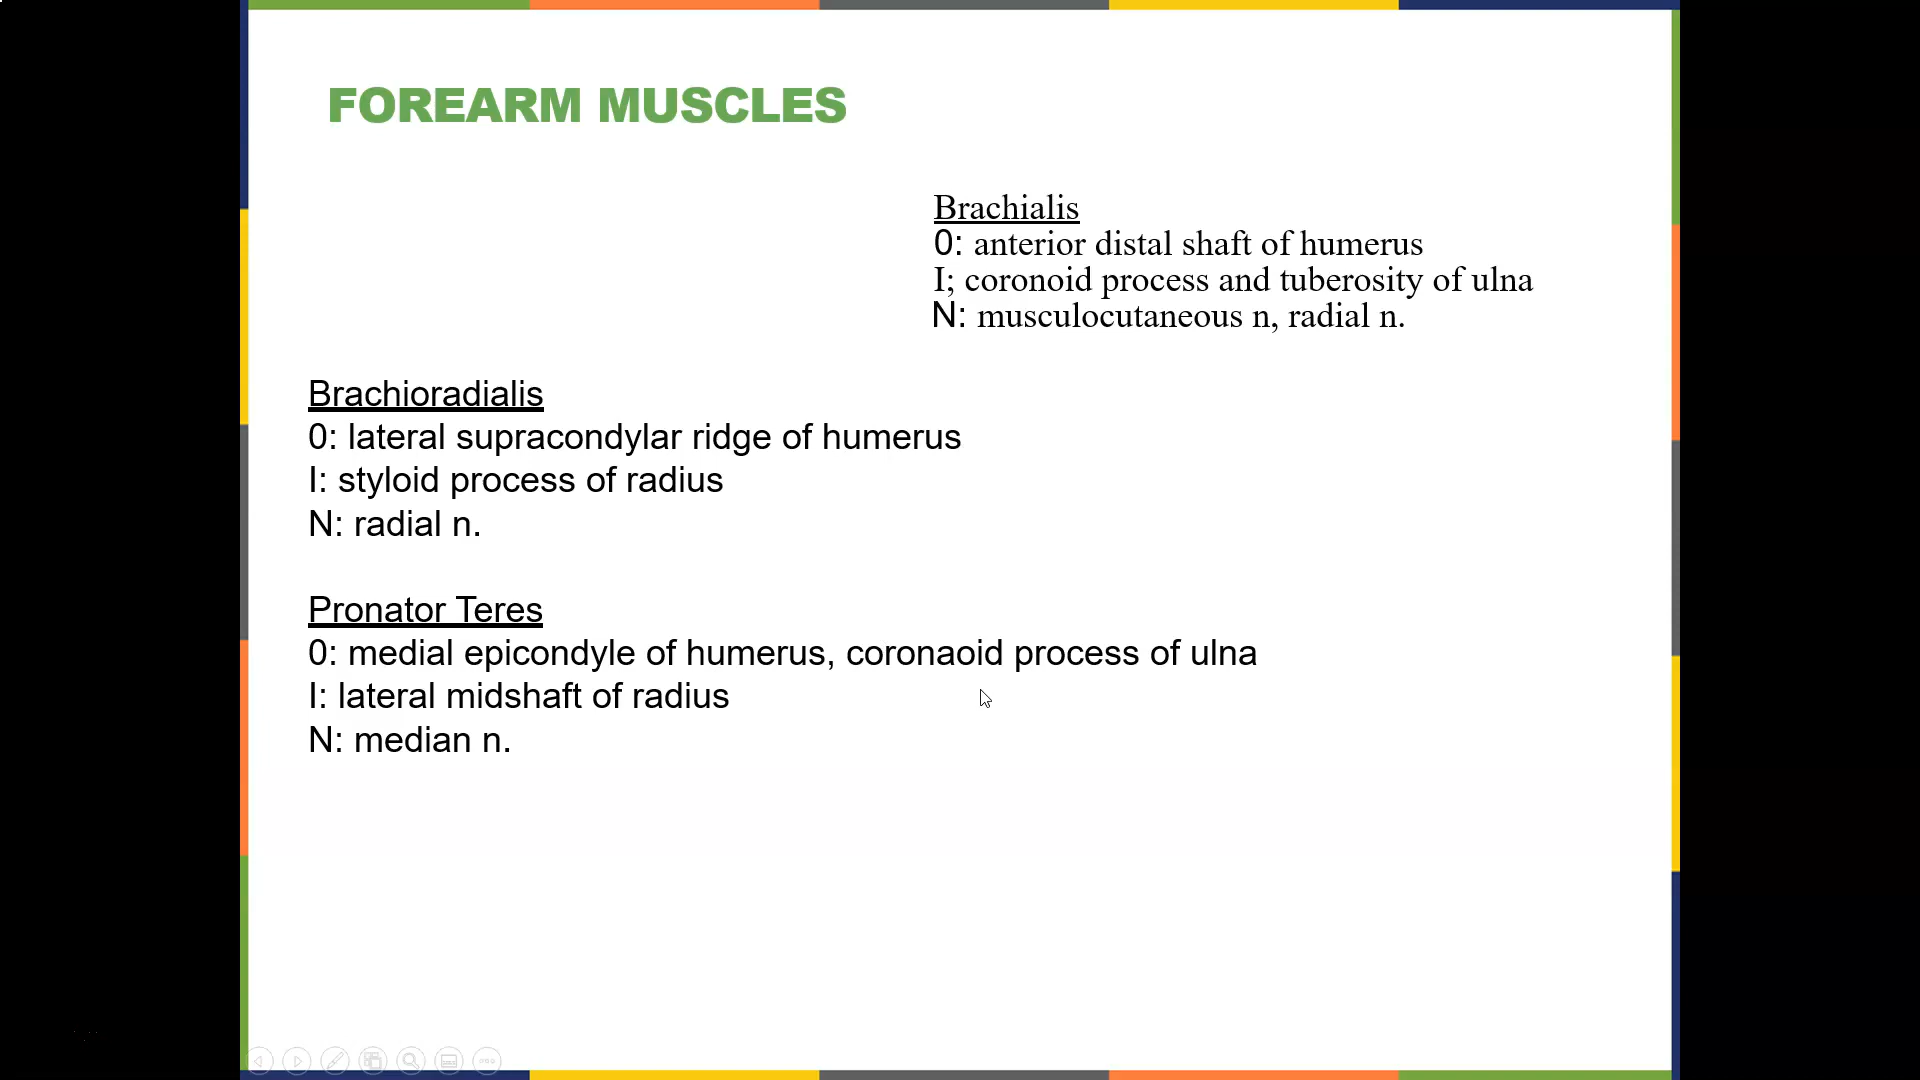 FOREARM MUSCLES
Brachialis
0: anterior distal shaft of humerus
I; coronoid process and tuberosity of ulna
N: musculocutaneous n, radial n.
Brachioradialis
0: lateral supracondylar ridge of humerus
I: styloid process of radius
N: radial n.
Pronator Teres
0: medial epicondyle of humerus, coronaoid process of ulna
I: lateral midshaft of radius
N: median n.